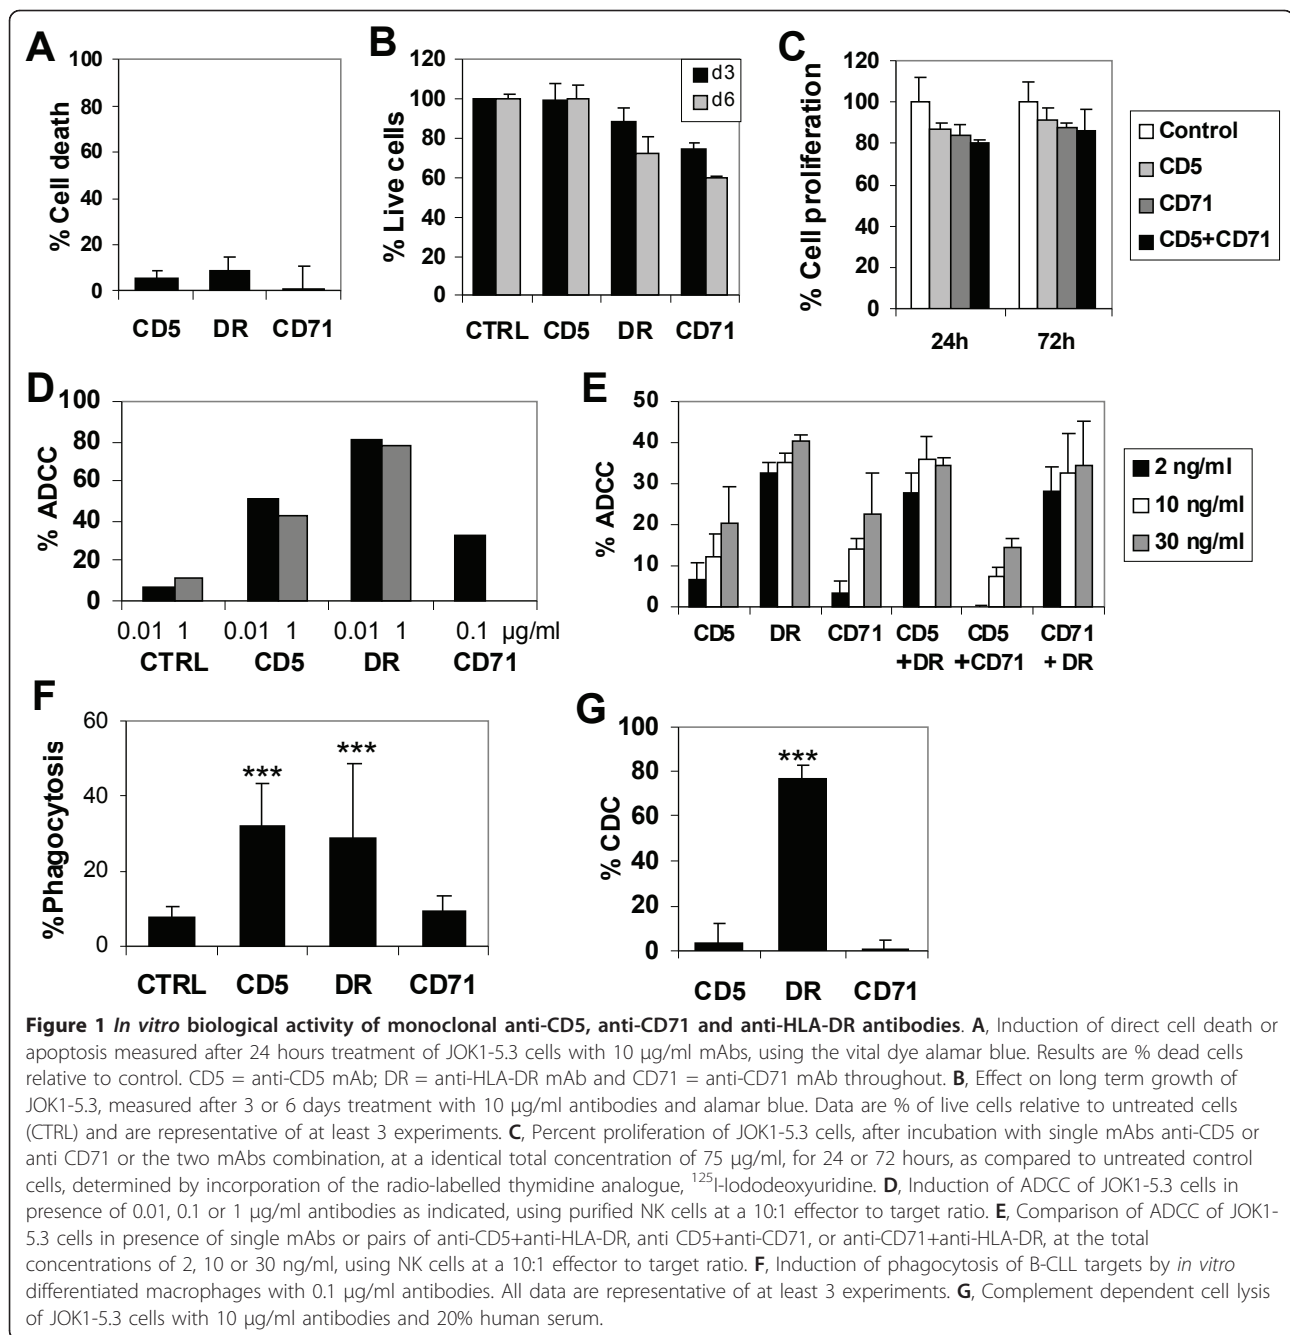 A
% Cell death
100
80
60
40
20
0
CD5 DR CD71
B
% Live cells
120
100
80
60
40
20
0
d3
d6
CTRL CD5 DR CD71
C
% Cell proliferation
120
100
80
60
40
20
0
24h 72h
Control
CD5
CD71
CD5+CD71
D
% ADCC
100
80
60
40
20
0
0.01 1 0.01 1 0.01 1 0.1 µg/ml
CTRL CD5 DR CD71
E
% ADCC
50
40
30
20
10
0
CD5 DR CD71 CD5 CD5 CD71
+DR +CD71 + DR
2 ng/ml
10 ng/ml
30 ng/ml
F
%Phagocytosis
60
40
20
0
*** ***
CTRL CD5 DR CD71
G
% CDC
100
80
60
40
20
0
***
CD5 DR CD71
Figure 1 In vitro biological activity of monoclonal anti-CD5, anti-CD71 and anti-HLA-DR antibodies. A, Induction of direct cell death or
apoptosis measured after 24 hours treatment of JOK1-5.3 cells with 10 µg/ml mAbs, using the vital dye alamar blue. Results are % dead cells
relative to control. CD5 = anti-CD5 mAb; DR = anti-HLA-DR mAb and CD71 = anti-CD71 mAb throughout. B, Effect on long term growth of
JOK1-5.3, measured after 3 or 6 days treatment with 10 µg/ml antibodies and alamar blue. Data are % of live cells relative to untreated cells
(CTRL) and are representative of at least 3 experiments. C, Percent proliferation of JOK1-5.3 cells, after incubation with single mAbs anti-CD5 or
anti CD71 or the two mAbs combination, at a identical total concentration of 75 µg/ml, for 24 or 72 hours, as compared to untreated control
cells, determined by incorporation of the radio-labelled thymidine analogue, ¹²⁵I-Iododeoxyuridine. D, Induction of ADCC of JOK1-5.3 cells in
presence of 0.01, 0.1 or 1 µg/ml antibodies as indicated, using purified NK cells at a 10:1 effector to target ratio. E, Comparison of ADCC of JOK1-
5.3 cells in presence of single mAbs or pairs of anti-CD5+anti-HLA-DR, anti CD5+anti-CD71, or anti-CD71+anti-HLA-DR, at the total
concentrations of 2, 10 or 30 ng/ml, using NK cells at a 10:1 effector to target ratio. F, Induction of phagocytosis of B-CLL targets by in vitro
differentiated macrophages with 0.1 µg/ml antibodies. All data are representative of at least 3 experiments. G, Complement dependent cell lysis
of JOK1-5.3 cells with 10 µg/ml antibodies and 20% human serum.